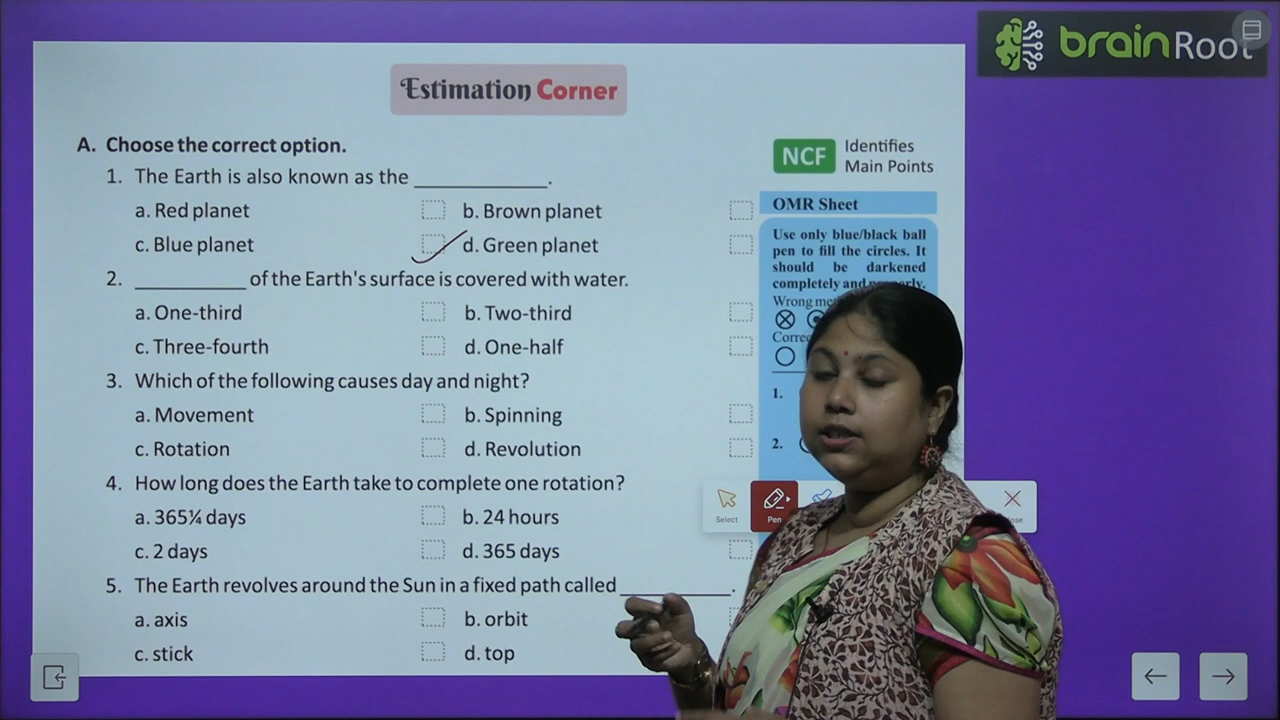 brainRoot
Estimation Corner
A. Choose the correct option.
NCF Identifies
Main Points
1. The Earth is also known as the ____________.
a. Red planet b. Brown planet
c. Blue planet d. Green planet
2. __________ of the Earth's surface is covered with water.
a. One-third b. Two-third
c. Three-fourth d. One-half
3. Which of the following causes day and night?
a. Movement b. Spinning
c. Rotation d. Revolution
4. How long does the Earth take to complete one rotation?
a. 365¼ days b. 24 hours
c. 2 days d. 365 days
5. The Earth revolves around the Sun in a fixed path called __________.
a. axis b. orbit
c. stick d. top
OMR Sheet
Use only blue/black ball
pen to fill the circles. It
should be darkened
completely and properly.
Wrong
1.
2.
Select
Pen